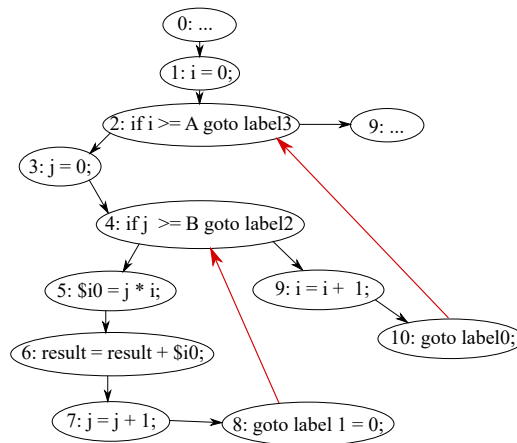 0: ...
1: i = 0;
2: if i >= A goto label3
9: ...
3: j = 0;
4: if j >= B goto label2
5: $i0 = j * i;
9: i = i + 1;
10: goto label0;
6: result = result + $i0;
7: j = j + 1;
8: goto label 1 = 0;